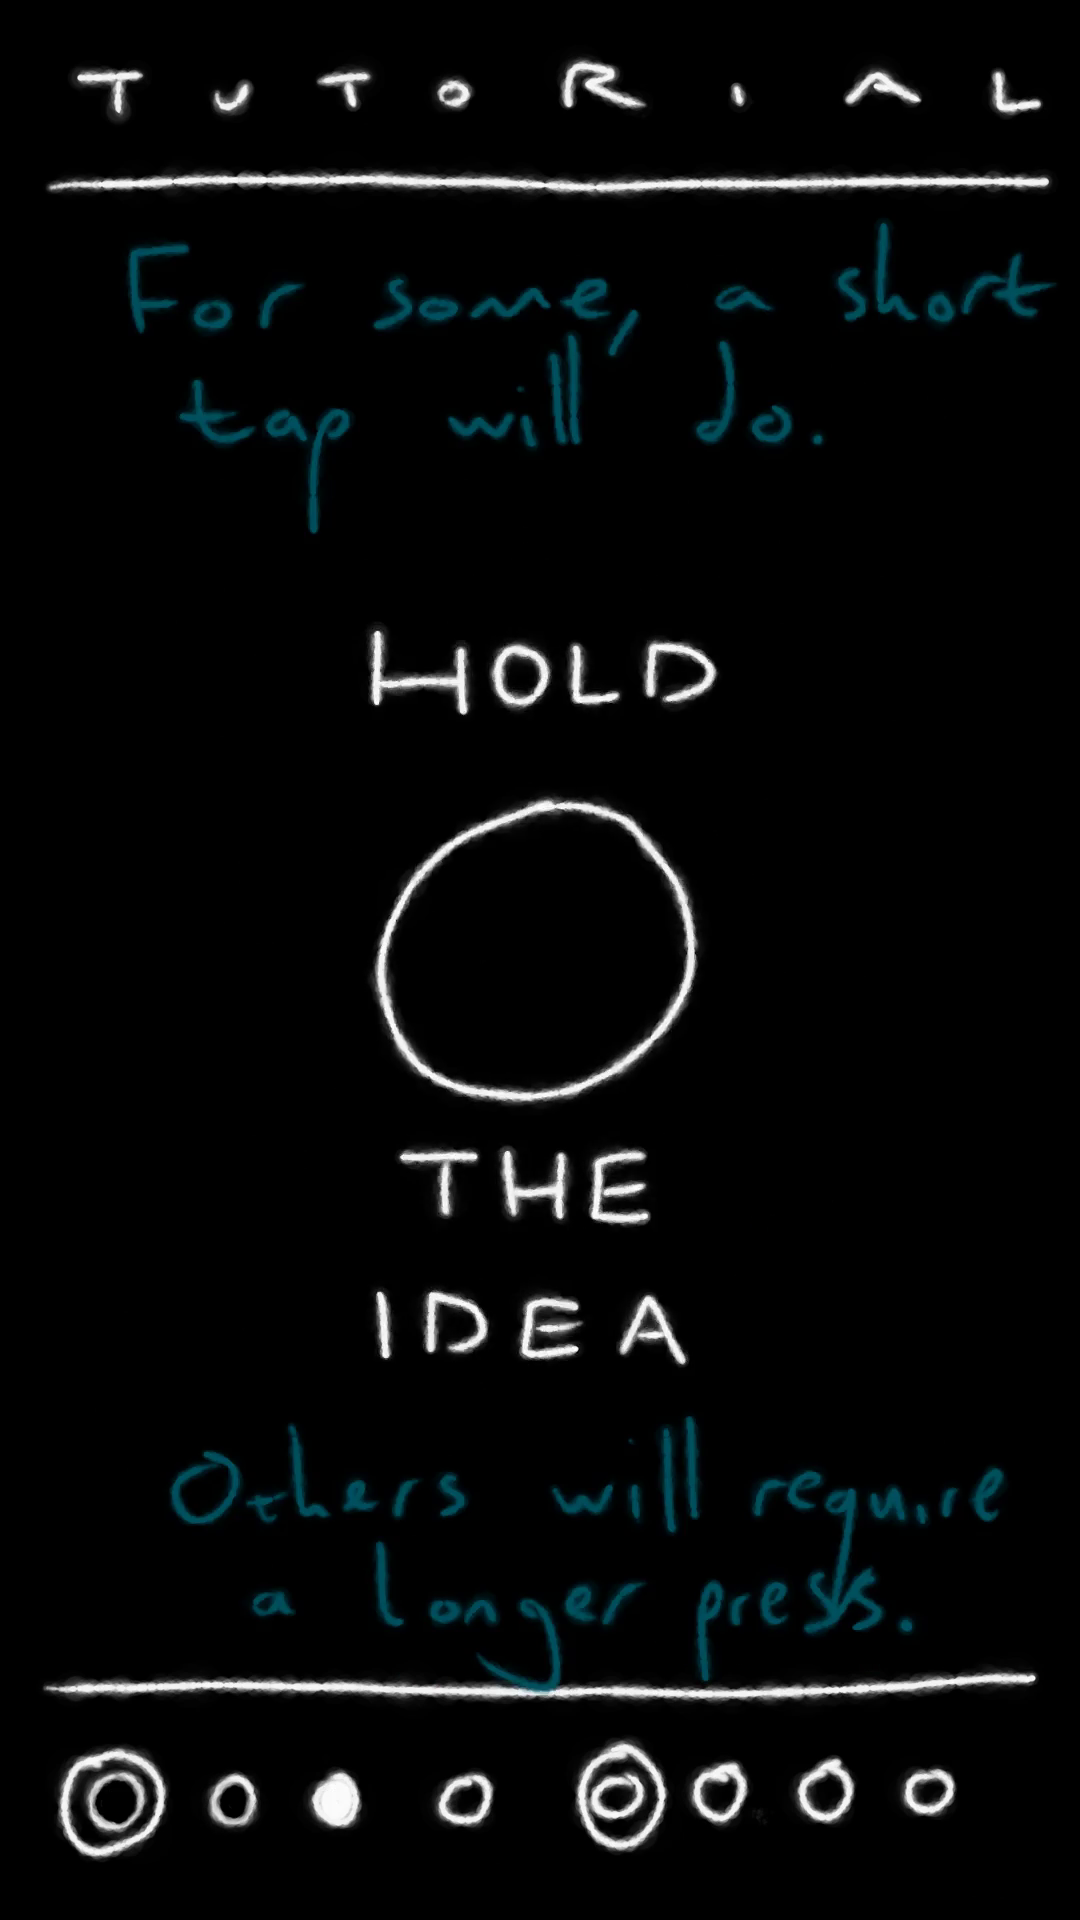 TUTORIAL
For some, a short
tap will do.
HOLD
THE
IDEA
Others will require
a longer press.